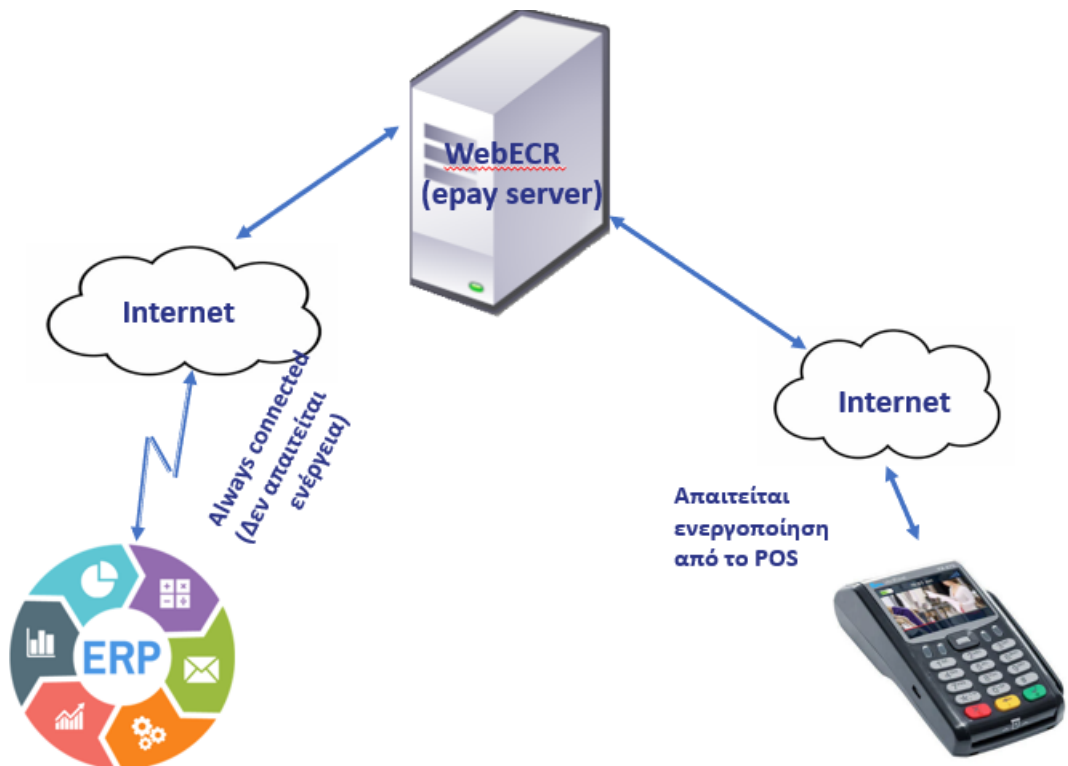 WebECR
(epay server)
Internet
Always connected
(Δεν απαιτείται
ενέργεια)
Internet
Απαιτείται
ενεργοποίηση
από το POS
ERP